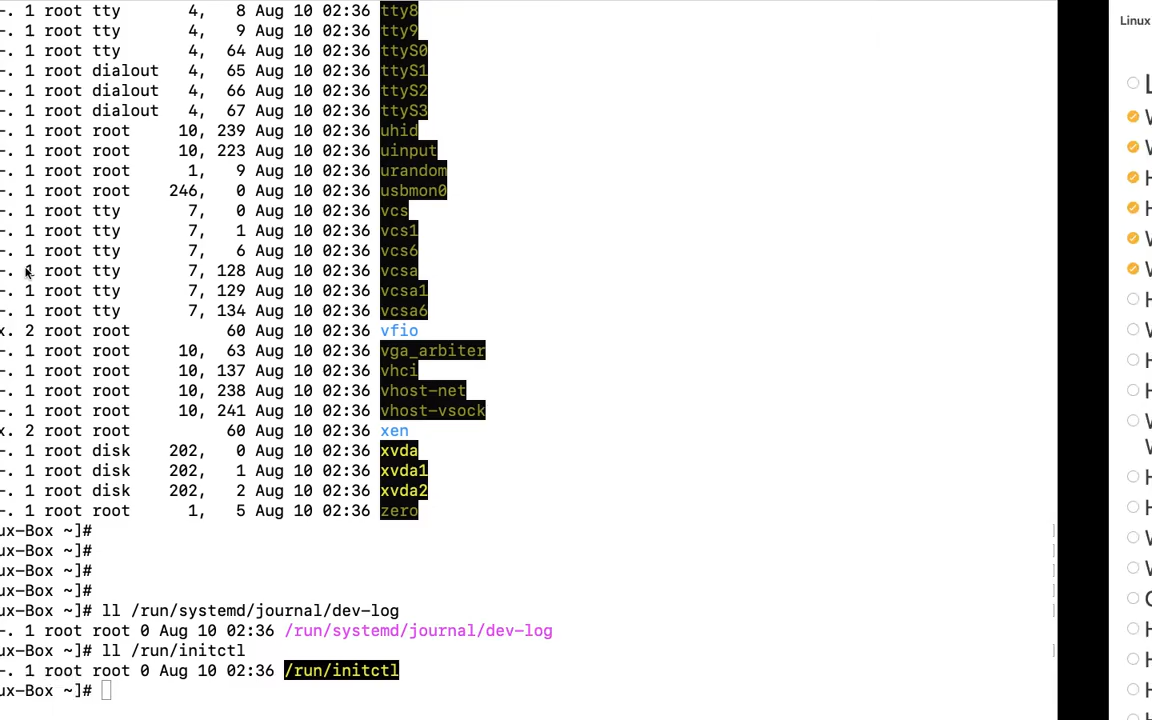 -. 1 root tty 4, 8 Aug 10 02:36 tty8
-. 1 root tty 4, 9 Aug 10 02:36 tty9
-. 1 root tty 4, 64 Aug 10 02:36 ttyS0
-. 1 root dialout 4, 65 Aug 10 02:36 ttyS1
-. 1 root dialout 4, 66 Aug 10 02:36 ttyS2
-. 1 root dialout 4, 67 Aug 10 02:36 ttyS3
-. 1 root root 10, 239 Aug 10 02:36 uhid
-. 1 root root 10, 223 Aug 10 02:36 uinput
-. 1 root root 1, 9 Aug 10 02:36 urandom
-. 1 root root 246, 0 Aug 10 02:36 usbmon0
-. 1 root tty 7, 0 Aug 10 02:36 vcs
-. 1 root tty 7, 1 Aug 10 02:36 vcs1
-. 1 root tty 7, 6 Aug 10 02:36 vcs6
-. 1 root tty 7, 128 Aug 10 02:36 vcsa
-. 1 root tty 7, 129 Aug 10 02:36 vcsa1
-. 1 root tty 7, 134 Aug 10 02:36 vcsa6
x. 2 root root 60 Aug 10 02:36 vfio
-. 1 root root 10, 63 Aug 10 02:36 vga_arbiter
-. 1 root root 10, 137 Aug 10 02:36 vhci
-. 1 root root 10, 238 Aug 10 02:36 vhost-net
-. 1 root root 10, 241 Aug 10 02:36 vhost-vsock
x. 2 root root 60 Aug 10 02:36 xen
-. 1 root disk 202, 0 Aug 10 02:36 xvda
-. 1 root disk 202, 1 Aug 10 02:36 xvda1
-. 1 root disk 202, 2 Aug 10 02:36 xvda2
-. 1 root root 1, 5 Aug 10 02:36 zero
ux-Box ~]#
ux-Box ~]#
ux-Box ~]#
ux-Box ~]#
ux-Box ~]# ll /run/systemd/journal/dev-log
-. 1 root root 0 Aug 10 02:36 /run/systemd/journal/dev-log
ux-Box ~]# ll /run/initctl
-. 1 root root 0 Aug 10 02:36 /run/initctl
ux-Box ~]#
Linux